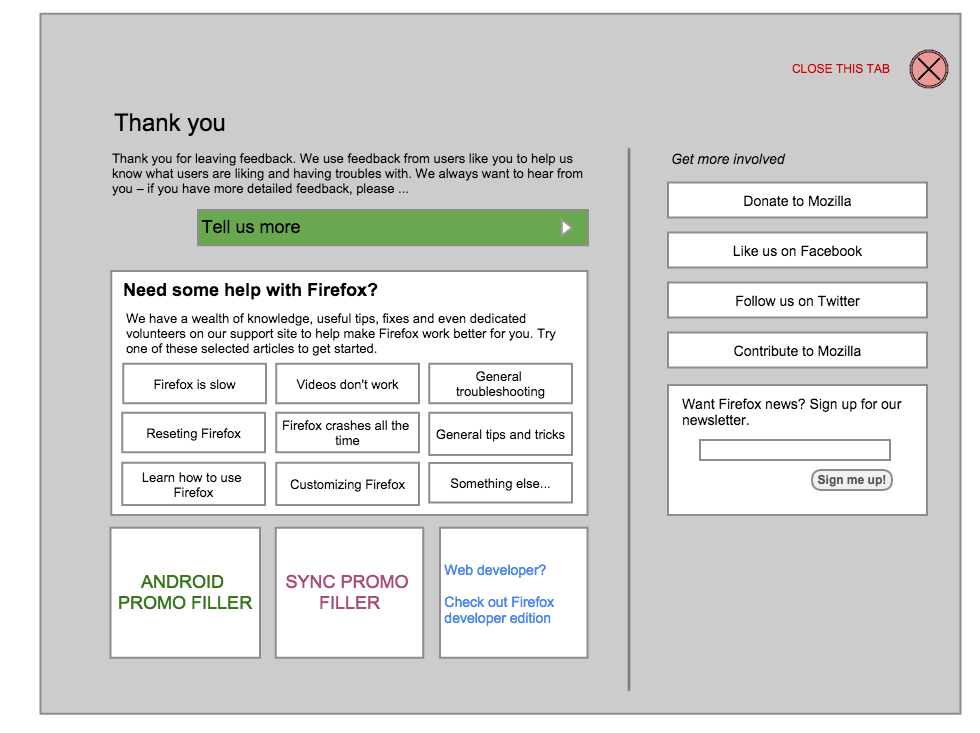 CLOSE THIS TAB
Thank you
Thank you for leaving feedback. We use feedback from users like you to help us
know what users are liking and having troubles with. We always want to hear from
you – if you have more detailed feedback, please ...
Tell us more
Need some help with Firefox?
We have a wealth of knowledge, useful tips, fixes and even dedicated
volunteers on our support site to help make Firefox work better for you. Try
one of these selected articles to get started.
Firefox is slow
Videos don't work
General
troubleshooting
Reseting Firefox
Firefox crashes all the
time
General tips and tricks
Learn how to use
Firefox
Customizing Firefox
Something else...
ANDROID
PROMO FILLER
SYNC PROMO
FILLER
Web developer?
Check out Firefox
developer edition
Get more involved
Donate to Mozilla
Like us on Facebook
Follow us on Twitter
Contribute to Mozilla
Want Firefox news? Sign up for our
newsletter.
Sign me up!